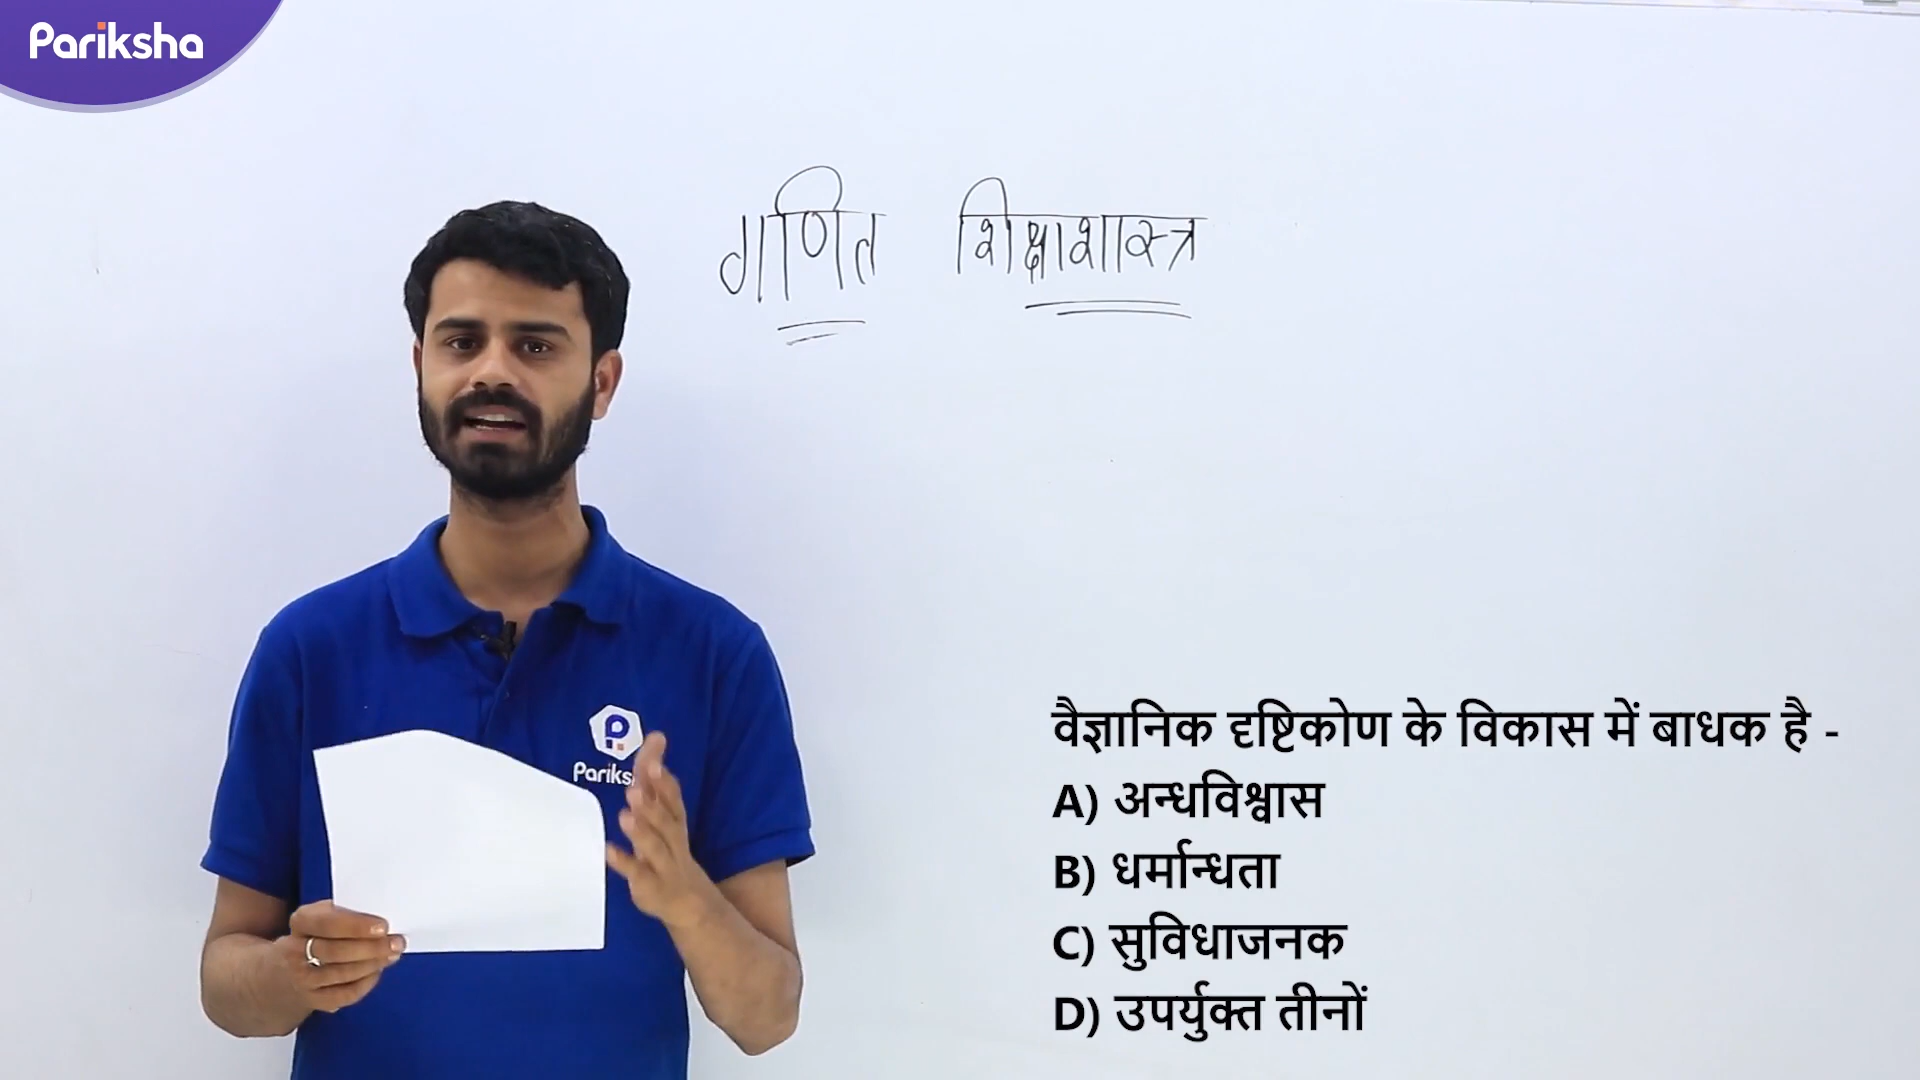 Pariksha
गणित शिक्षाशास्त्र
Pariksha
वैज्ञानिक दृष्टिकोण के विकास में बाधक है -
A) अन्धविश्वास
B) धर्मान्धता
C) सुविधाजनक
D) उपर्युक्त तीनों